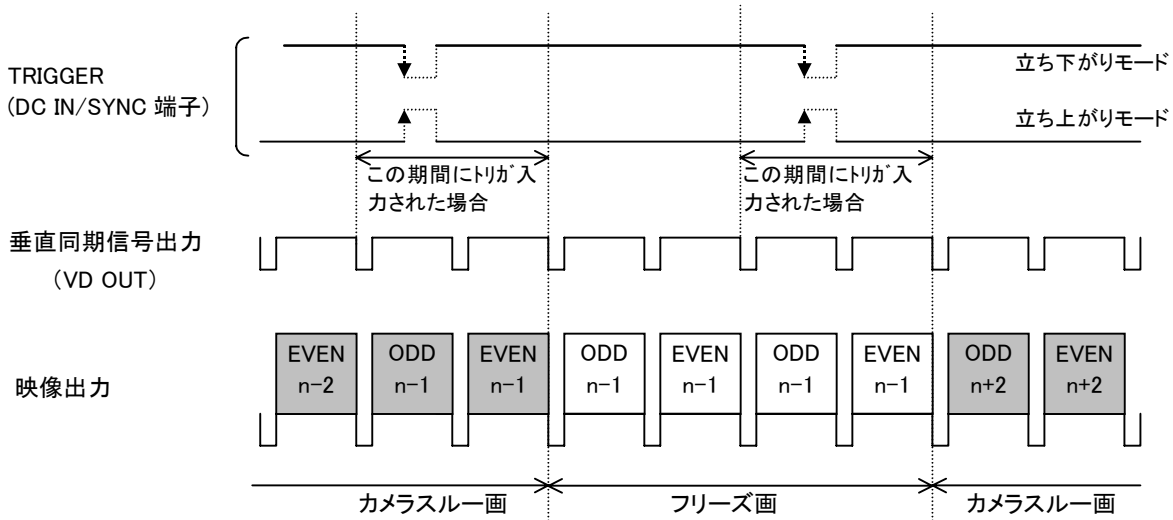 TRIGGER
(DC IN/SYNC 端子)
立ち下がりモード
立ち上がりモード
この期間にﾄﾘｶﾞ入
力された場合
この期間にﾄﾘｶﾞ入
力された場合
垂直同期信号出力
(VD OUT)
映像出力
EVEN ODD EVEN ODD EVEN ODD EVEN ODD EVEN
n-2 n-1 n-1 n-1 n-1 n-1 n-1 n+2 n+2
カメラスルー画 フリーズ画 カメラスルー画